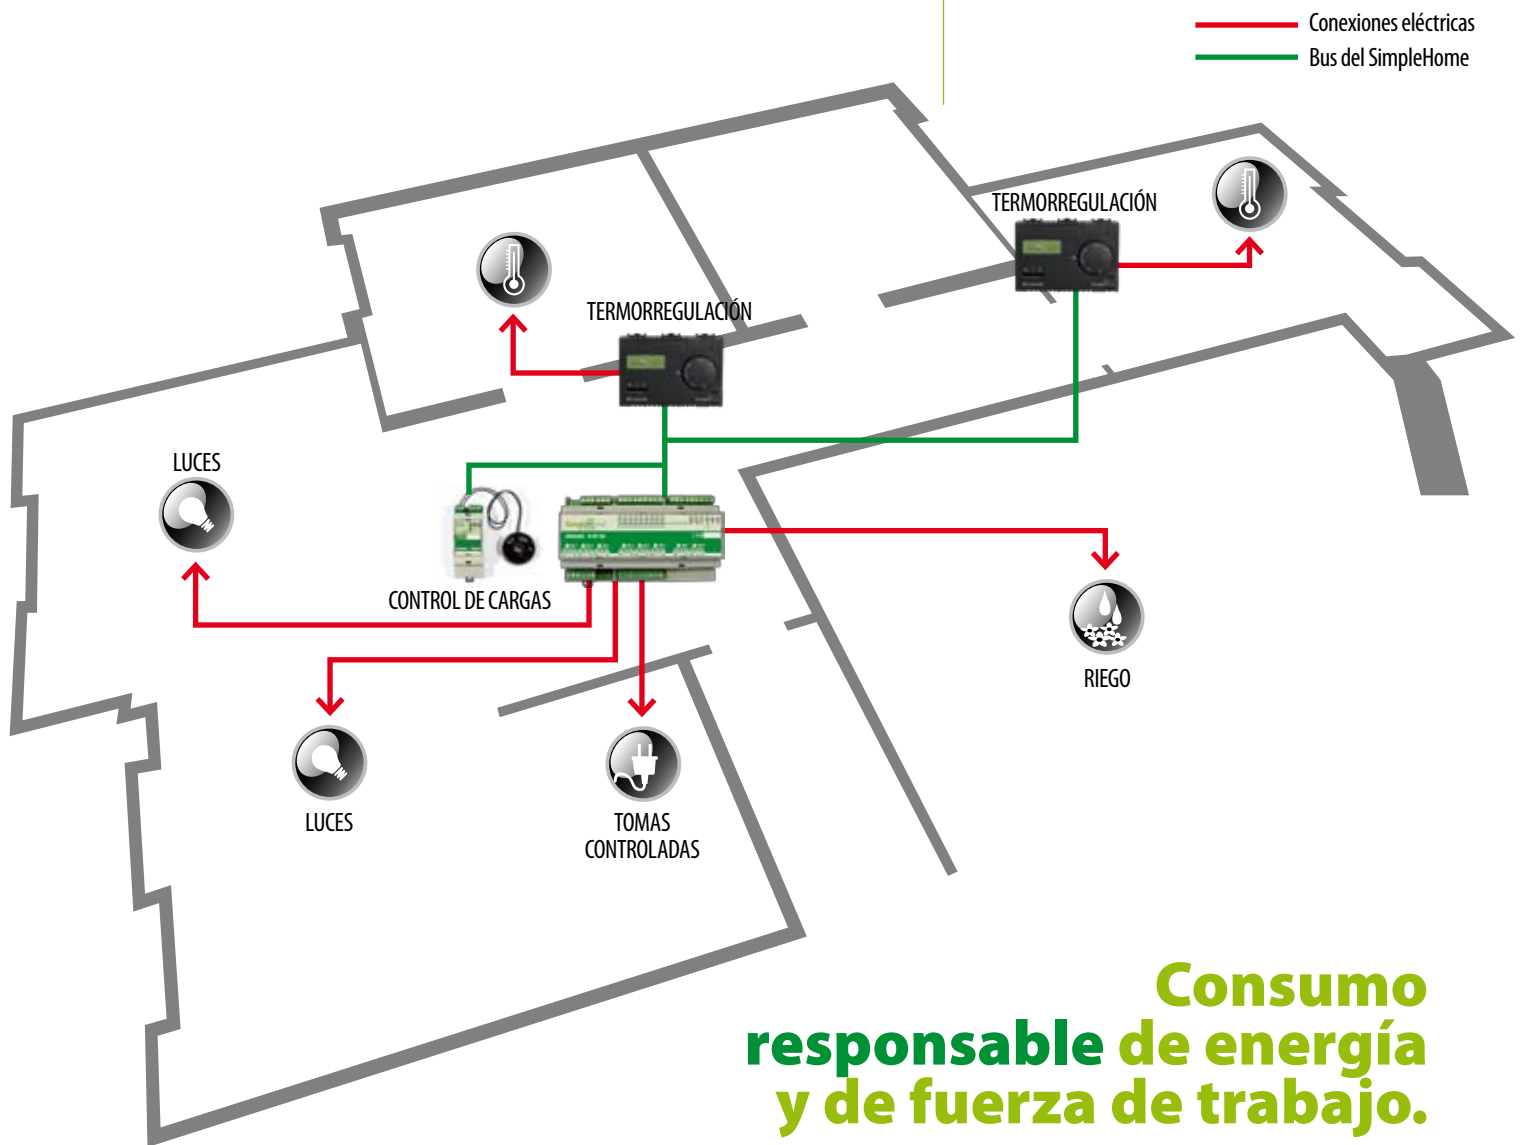 Conexiones eléctricas
Bus del SimpleHome
TERMORREGULACIÓN
TERMORREGULACIÓN
LUCES
CONTROL DE CARGAS
RIEGO
LUCES
TOMAS
CONTROLADAS
Consumo
responsable de energía
y de fuerza de trabajo.